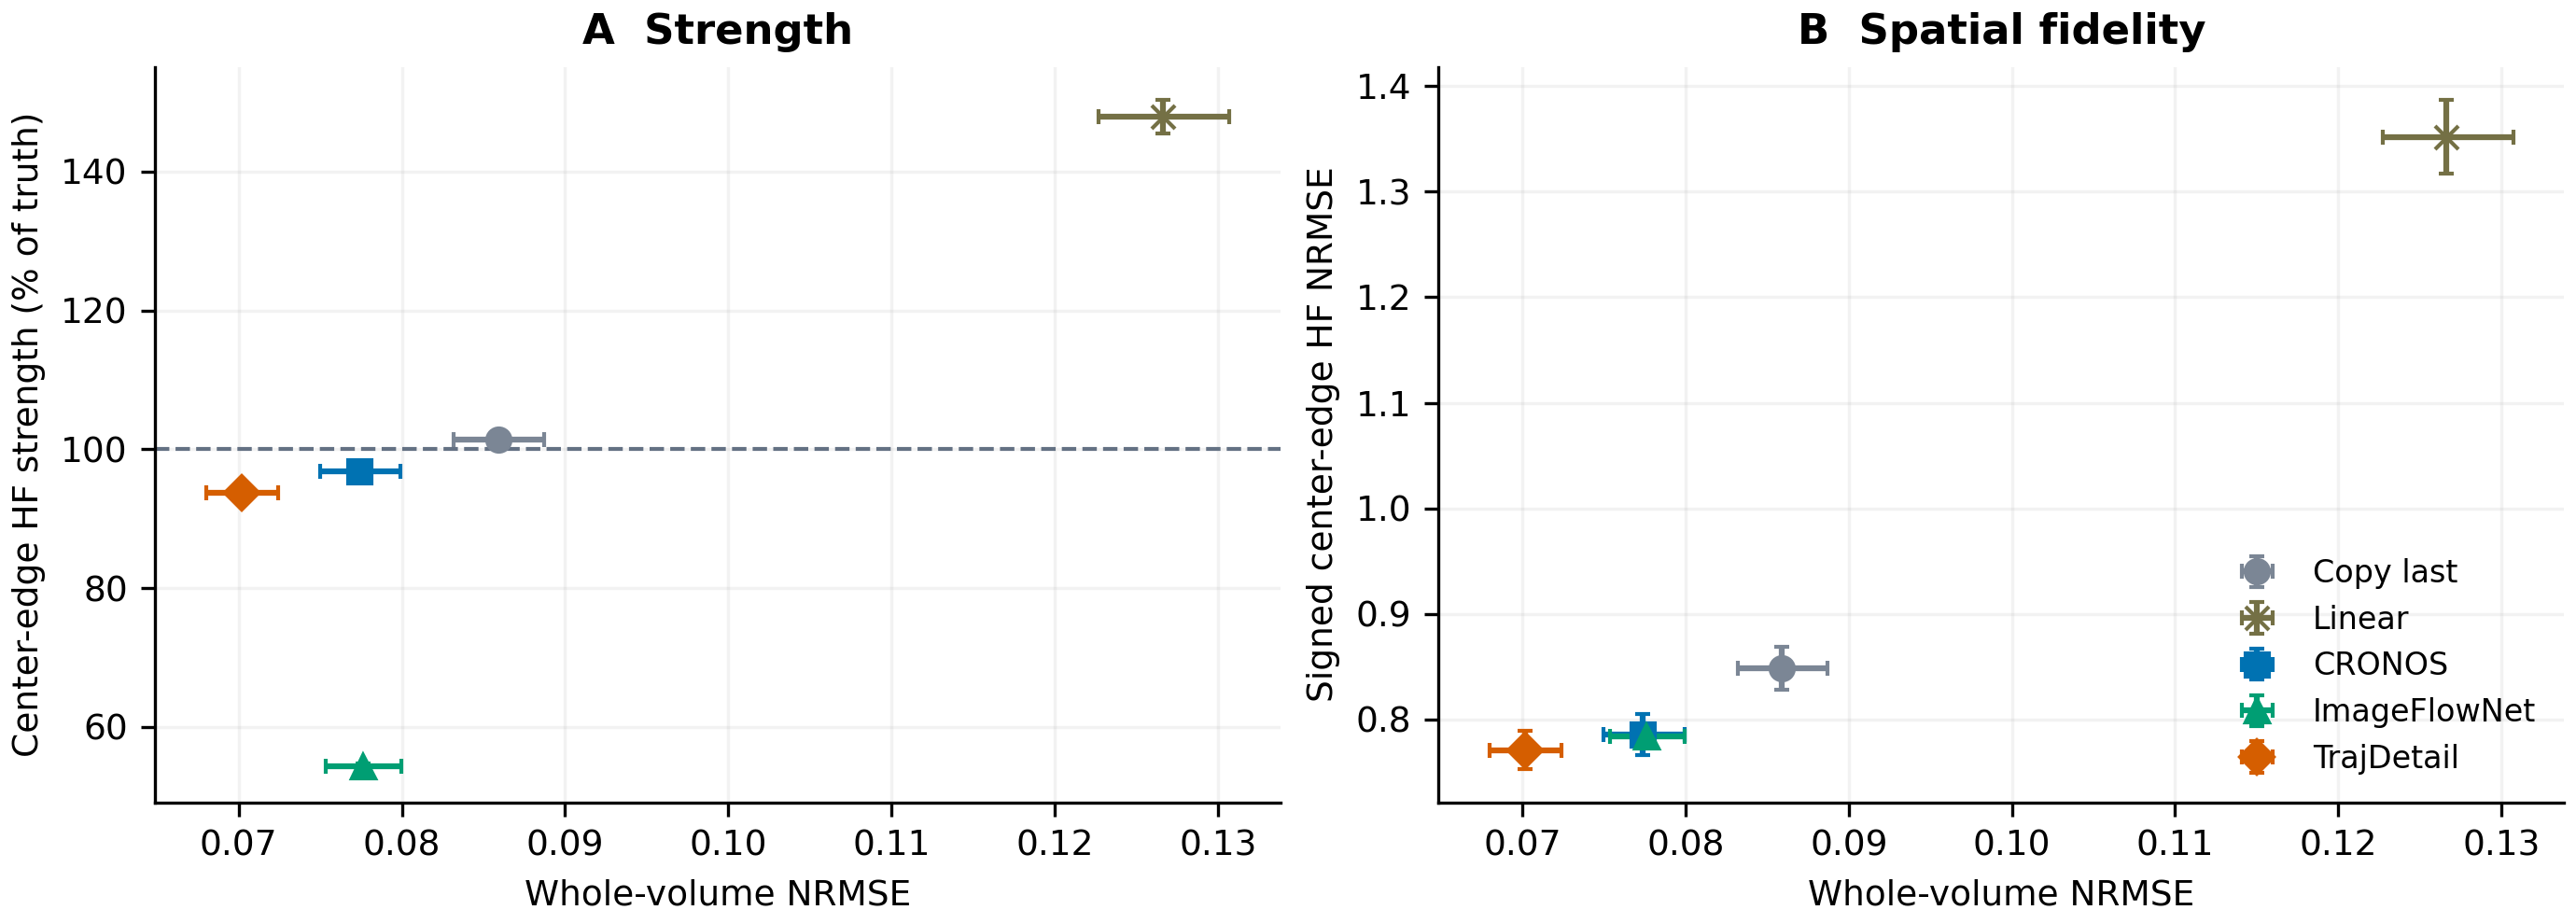 A Strength
Center-edge HF strength (% of truth)
140
120
100
80
60
0.07 0.08 0.09 0.10 0.11 0.12 0.13
Whole-volume NRMSE
B Spatial fidelity
Signed center-edge HF NRMSE
1.4
1.3
1.2
1.1
1.0
0.9
0.8
0.07 0.08 0.09 0.10 0.11 0.12 0.13
Whole-volume NRMSE
Copy last
Linear
CRONOS
ImageFlowNet
TrajDetail